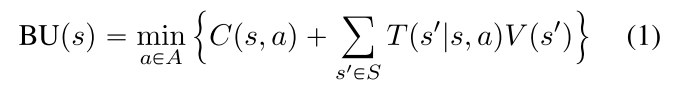 BU(s) = min_{a∈A} { C(s, a) + ∑_{s′∈S} T(s′|s, a)V(s′) } (1)